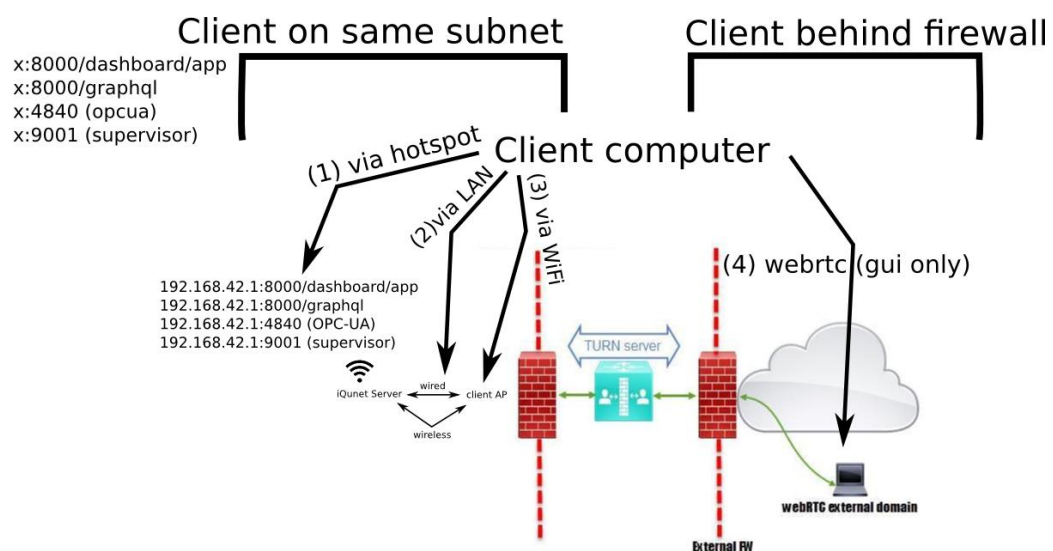 Client on same subnet
Client behind firewall
x:8000/dashboard/app
x:8000/graphql
x:4840 (opcua)
x:9001 (supervisor)
Client computer
(1) via hotspot
(2)via LAN
(3) via WiFi
(4) webrtc (gui only)
192.168.42.1:8000/dashboard/app
192.168.42.1:8000/graphql
192.168.42.1:4840 (OPC-UA)
192.168.42.1:9001 (supervisor)
TURN server
iQunet Server
wired
client AP
wireless
webRTC external domain
External FW